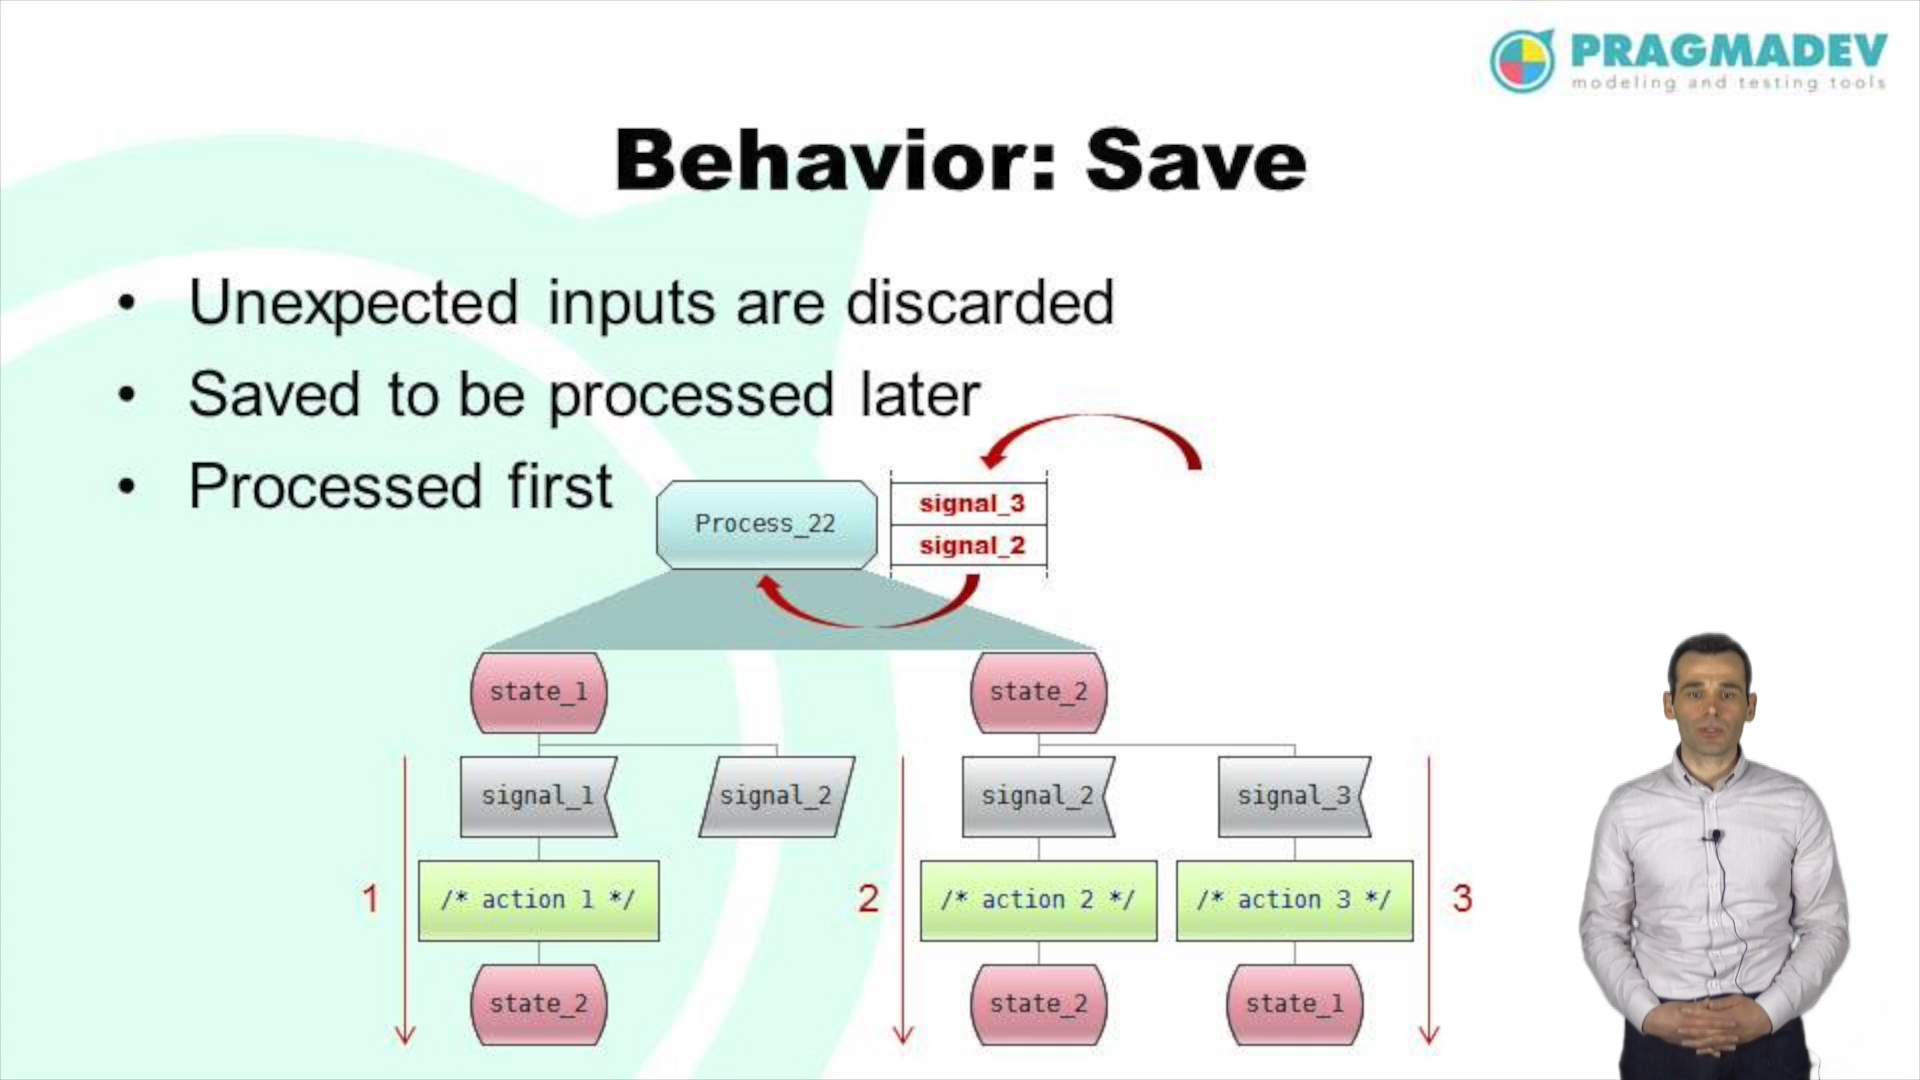 PRAGMADEV
modeling and testing tools
Behavior: Save
• Unexpected inputs are discarded
• Saved to be processed later
• Processed first
Process_22
signal_3
signal_2
state_1
state_2
signal_1
signal_2
signal_2
signal_3
1
/* action 1 */
2
/* action 2 */
/* action 3 */
3
state_2
state_2
state_1